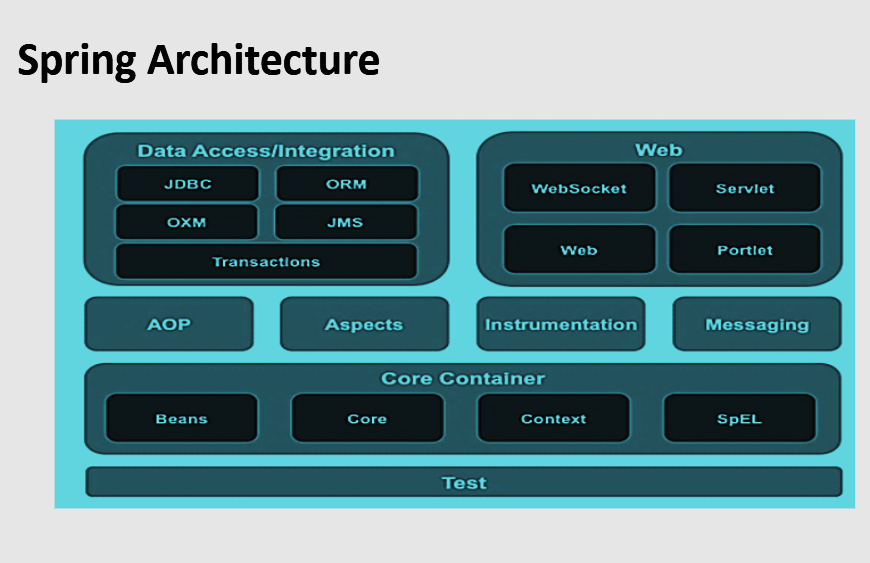 Spring Architecture
Data Access/Integration
JDBC
ORM
OXM
JMS
Transactions
Web
WebSocket
Servlet
Web
Portlet
AOP
Aspects
Instrumentation
Messaging
Core Container
Beans
Core
Context
SpEL
Test